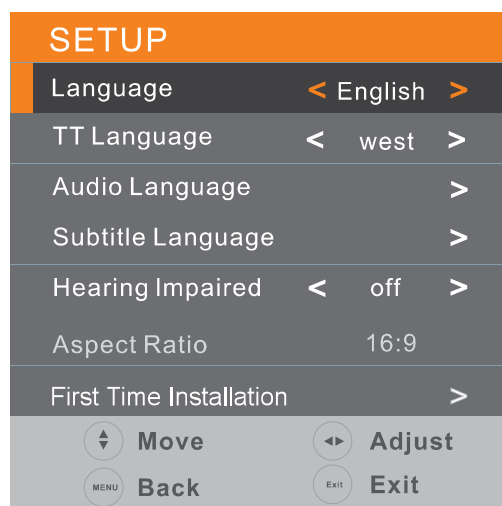 SETUP
Language < English >
TT Language < west >
Audio Language >
Subtitle Language >
Hearing Impaired < off >
Aspect Ratio 16:9
First Time Installation >
Move Adjust
MENU Back Exit Exit